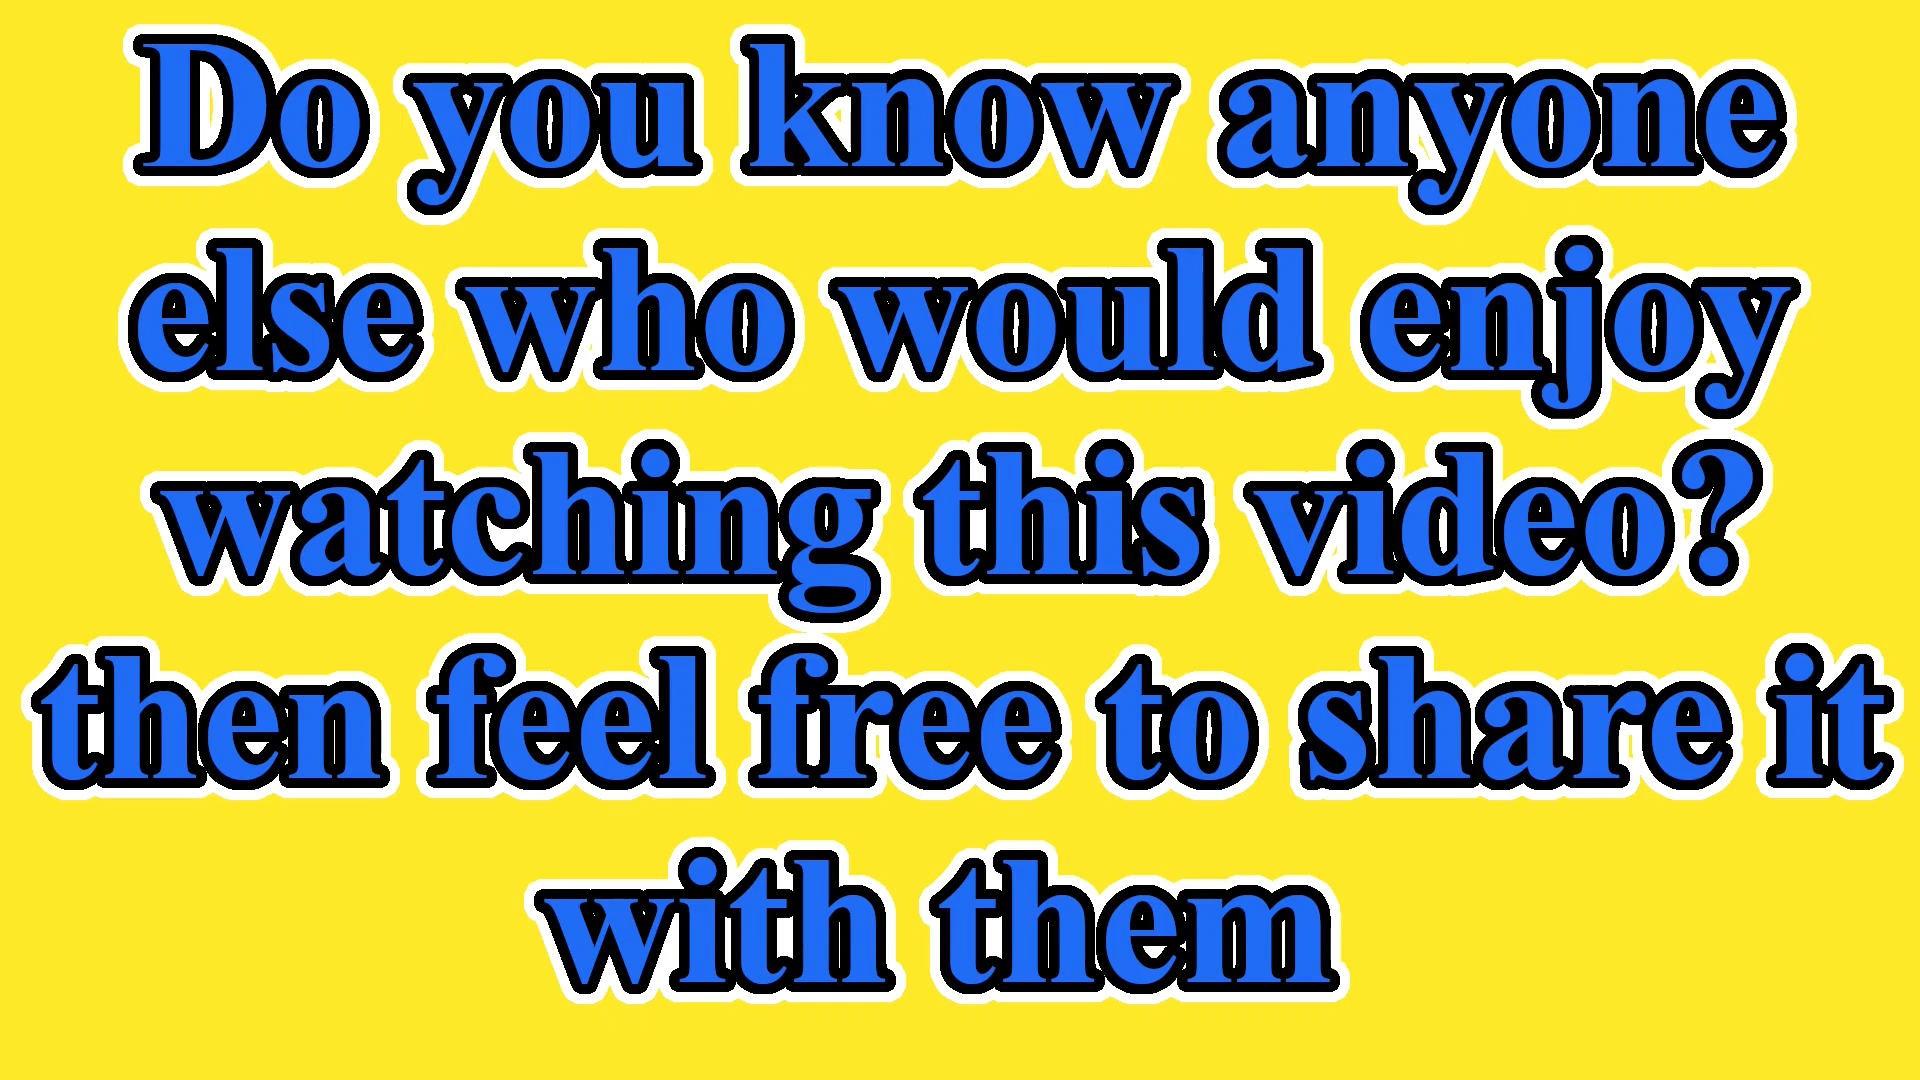 Do you know anyone
else who would enjoy
watching this video?
then feel free to share it
with them